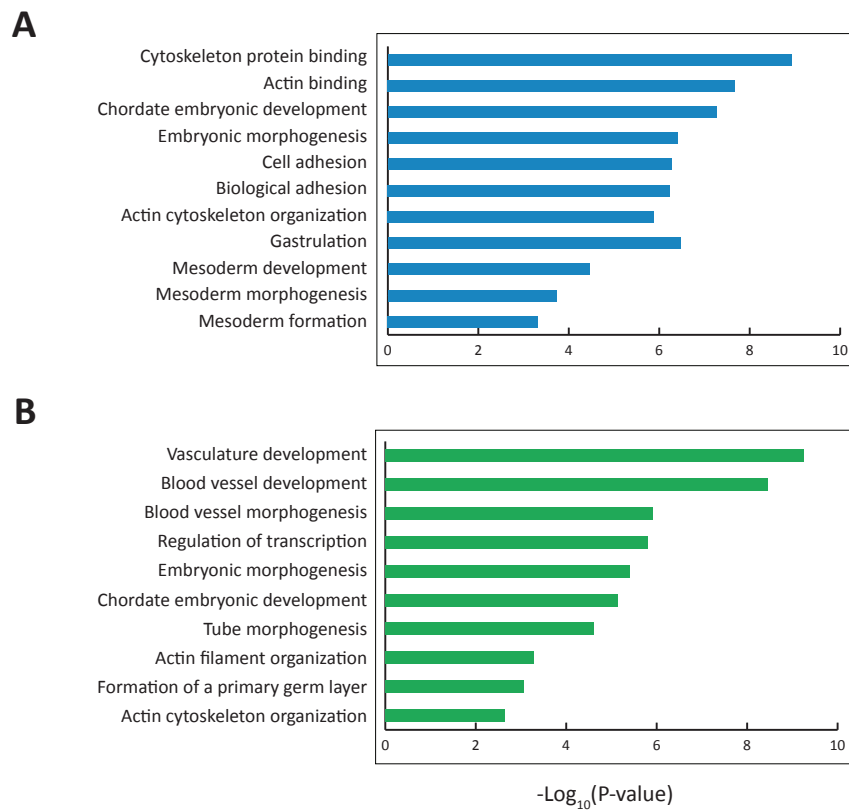 A
Cytoskeleton protein binding
Actin binding
Chordate embryonic development
Embryonic morphogenesis
Cell adhesion
Biological adhesion
Actin cytoskeleton organization
Gastrulation
Mesoderm development
Mesoderm morphogenesis
Mesoderm formation
0 2 4 6 8 10
B
Vasculature development
Blood vessel development
Blood vessel morphogenesis
Regulation of transcription
Embryonic morphogenesis
Chordate embryonic development
Tube morphogenesis
Actin filament organization
Formation of a primary germ layer
Actin cytoskeleton organization
0 2 4 6 8 10
-Log10(P-value)